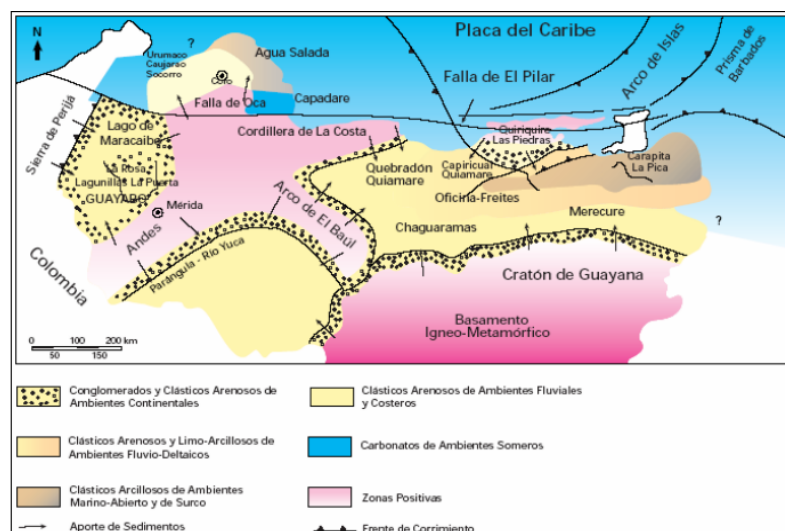 N
?
Urumaco
Caujarao
Socorro
Coro
Agua Salada
Placa del Caribe
Arco de Islas
Prisma de
Barbados
Falla de El Pilar
Falla de Oca
Capadare
Sierra de Perijá
Lago de
Maracaibo
Cordillera de La Costa
Quiriquire
Las Piedras
La Rosa
Lagunillas La Puerta
GUAYABO
Quebradón
Quiamare
Capiricual
Quiamare
Carapita
La Pica
Oficina-Freites
Mérida
Andes
Arco de El Baúl
Chaguaramas
Merecure
?
Colombia
Parángula - Río Yuca
Cratón de Guayana
Basamento
Igneo-Metamórfico
0 100 200 km
50 150
Conglomerados y Clásticos Arenosos de
Ambientes Continentales
Clásticos Arenosos de Ambientes Fluviales
y Costeros
Clásticos Arenosos y Limo-Arcillosos de
Ambientes Fluvio-Deltaicos
Carbonatos de Ambientes Someros
Clásticos Arcillosos de Ambientes
Marino-Abierto y de Surco
Zonas Positivas
Aporte de Sedimentos
Frente de Corrimiento